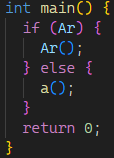 int main() {
  if (Ar) {
    Ar();
  } else {
    a();
  }
  return 0;
}